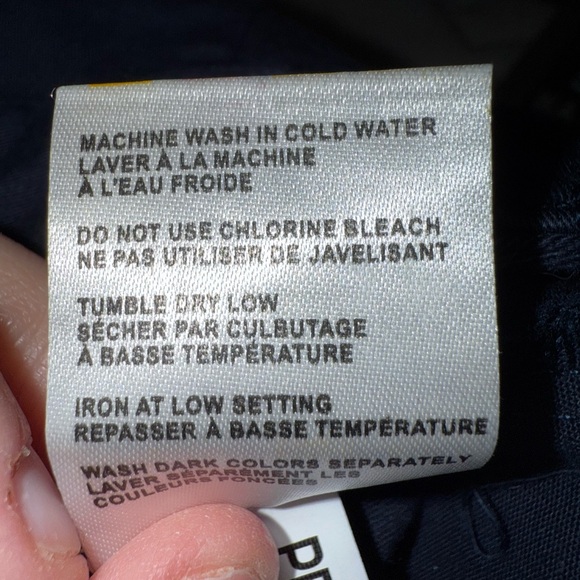 MACHINE WASH IN COLD WATER
LAVER À LA MACHINE
À L'EAU FROIDE
DO NOT USE CHLORINE BLEACH
NE PAS UTILISER DE JAVELISANT
TUMBLE DRY LOW
SÉCHER PAR CULBUTAGE
À BASSE TEMPÉRATURE
IRON AT LOW SETTING
REPASSER À BASSE TEMPÉRATURE
WASH DARK COLORS SEPARATELY
LAVER SÉPARÉMENT LES
COULEURS FONCÉES